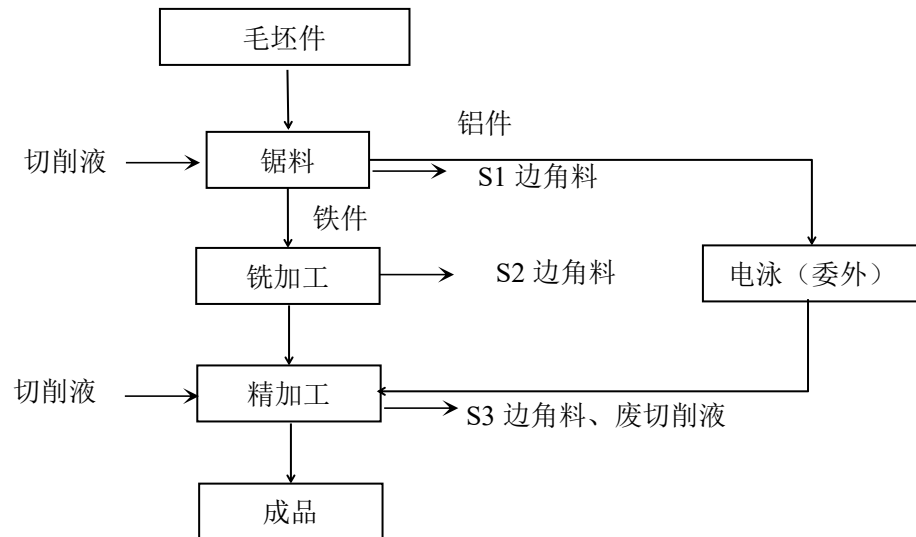 毛坯件
铝件
切削液
锯料
S1 边角料
铁件
铣加工
S2 边角料
电泳（委外）
切削液
精加工
S3 边角料、废切削液
成品